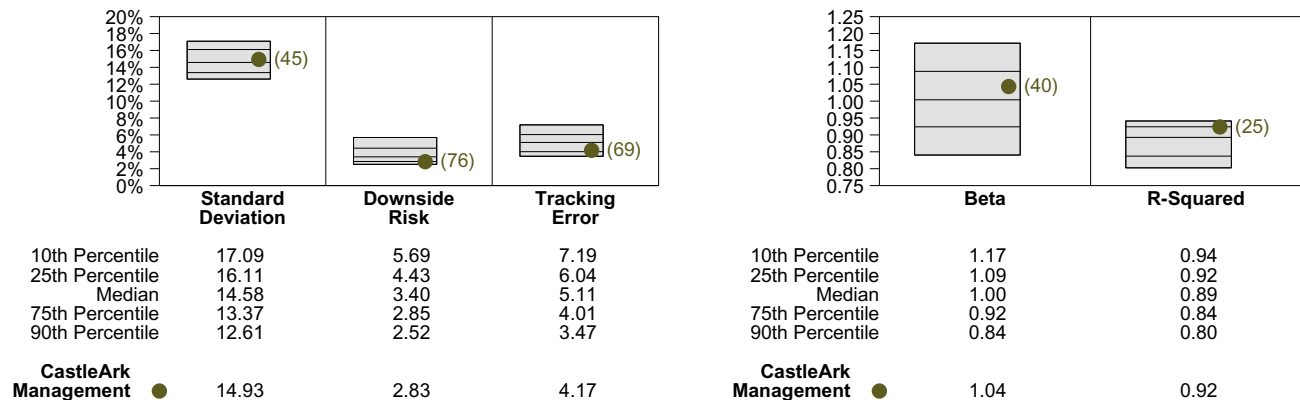 20%
18%
16%
14%
12%
10%
8%
6%
4%
2%
0%
(45)
(76)
(69)
Standard Deviation
Downside Risk
Tracking Error
10th Percentile 17.09 5.69 7.19
25th Percentile 16.11 4.43 6.04
Median 14.58 3.40 5.11
75th Percentile 13.37 2.85 4.01
90th Percentile 12.61 2.52 3.47
CastleArk
Management 14.93 2.83 4.17
1.25
1.20
1.15
1.10
1.05
1.00
0.95
0.90
0.85
0.80
0.75
(40)
(25)
Beta R-Squared
10th Percentile 1.17 0.94
25th Percentile 1.09 0.92
Median 1.00 0.89
75th Percentile 0.92 0.84
90th Percentile 0.84 0.80
CastleArk
Management 1.04 0.92